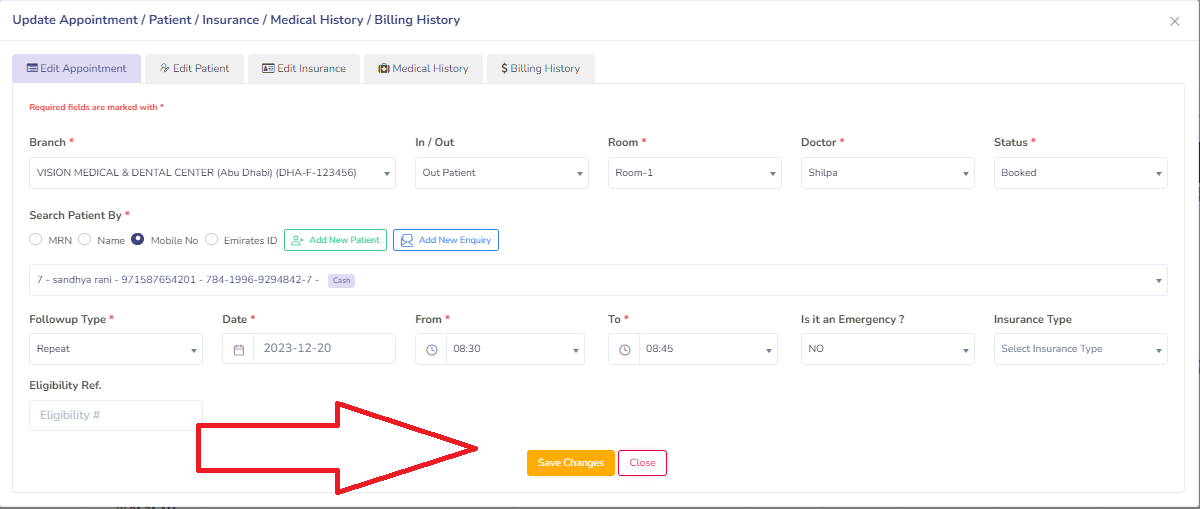 Update Appointment / Patient / Insurance / Medical History / Billing History
Edit Appointment Edit Patient Edit Insurance Medical History $ Billing History
Required fields are marked with *
Branch * In / Out Room * Doctor * Status *
VISION MEDICAL & DENTAL CENTER (Abu Dhabi) (DHA-F-123456) Out Patient Room-1 Shilpa Booked
Search Patient By *
MRN Name Mobile No Emirates ID Add New Patient Add New Enquiry
7 - sandhya rani - 971587654201 - 784-1996-9294842-7 - Cash
Followup Type * Date * From * To * Is it an Emergency ? Insurance Type
Repeat 2023-12-20 08:30 08:45 NO Select Insurance Type
Eligibility Ref.
Eligibility #
Save Changes Close